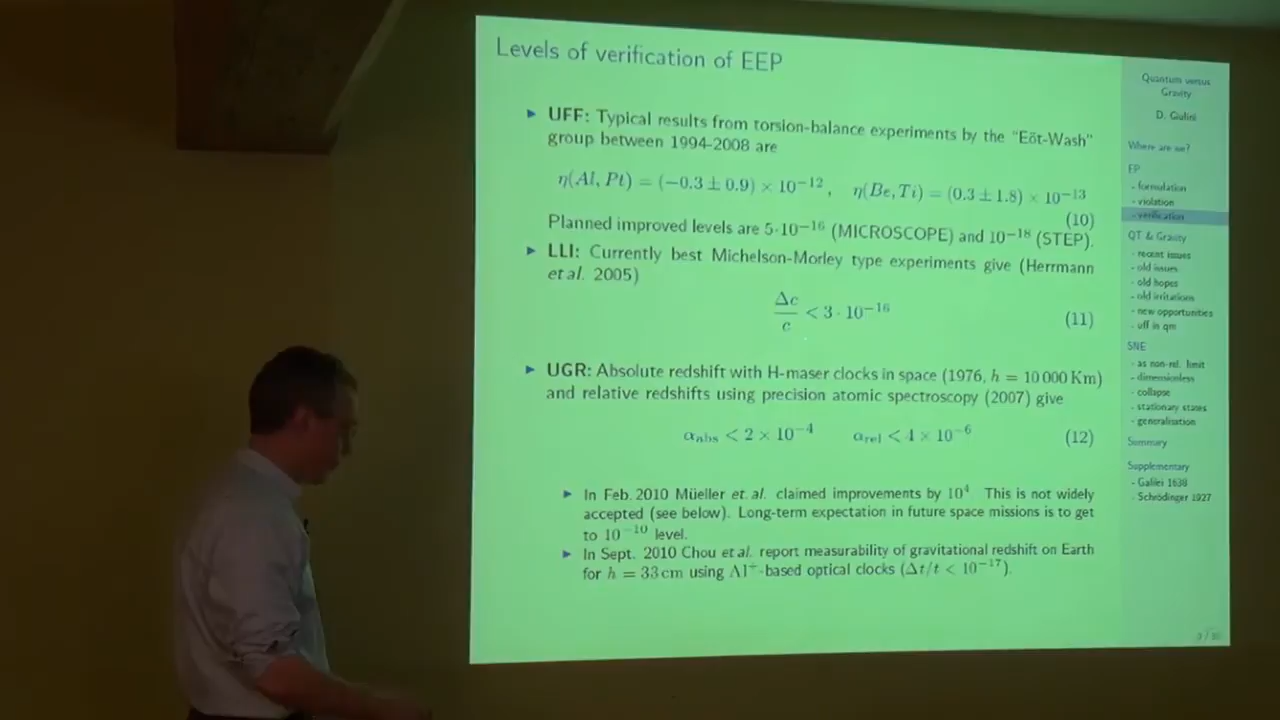 Levels of verification of EEP
► UFF: Typical results from torsion-balance experiments by the "Eöt-Wash"
group between 1994-2008 are
η(Al, Pt) = (−0.3 ± 0.9) × 10−12, η(Be, Ti) = (0.3 ± 1.8) × 10−13
(10)
Planned improved levels are 5·10−16 (MICROSCOPE) and 10−18 (STEP).
► LLI: Currently best Michelson-Morley type experiments give (Herrmann
et al. 2005)
Δc
c
< 3 · 10−16
(11)
► UGR: Absolute redshift with H-maser clocks in space (1976, h = 10 000 Km)
and relative redshifts using precision atomic spectroscopy (2007) give
αabs < 2 × 10−4 αrel < 4 × 10−6 (12)
► In Feb. 2010 Müeller et. al. claimed improvements by 104 This is not widely
accepted (see below). Long-term expectation in future space missions is to get
to 10−10 level.
► In Sept. 2010 Chou et al. report measurability of gravitational redshift on Earth
for h = 33 cm using Al+-based optical clocks (Δt/t < 10−17).
Quantum versus
Gravity
D. Giulini
Where are we?
EP
- formulation
- violation
- verification
QT & Gravity
- recent issues
- old issues
- old hopes
- old irritations
- new opportunities
- uff in qm
SNE
- as non-rel. limit
- dimensionless
- collapse
- stationary states
- generalisation
Summary
Supplementary
- Galilei 1638
- Schrödinger 1927